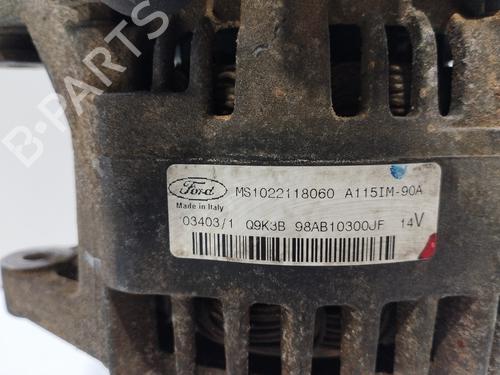 B-PARTS
Ford MS1022118060 A115IM-90A
Made in Italy
03403/1 Q9K3B 98AB10300JF 14V